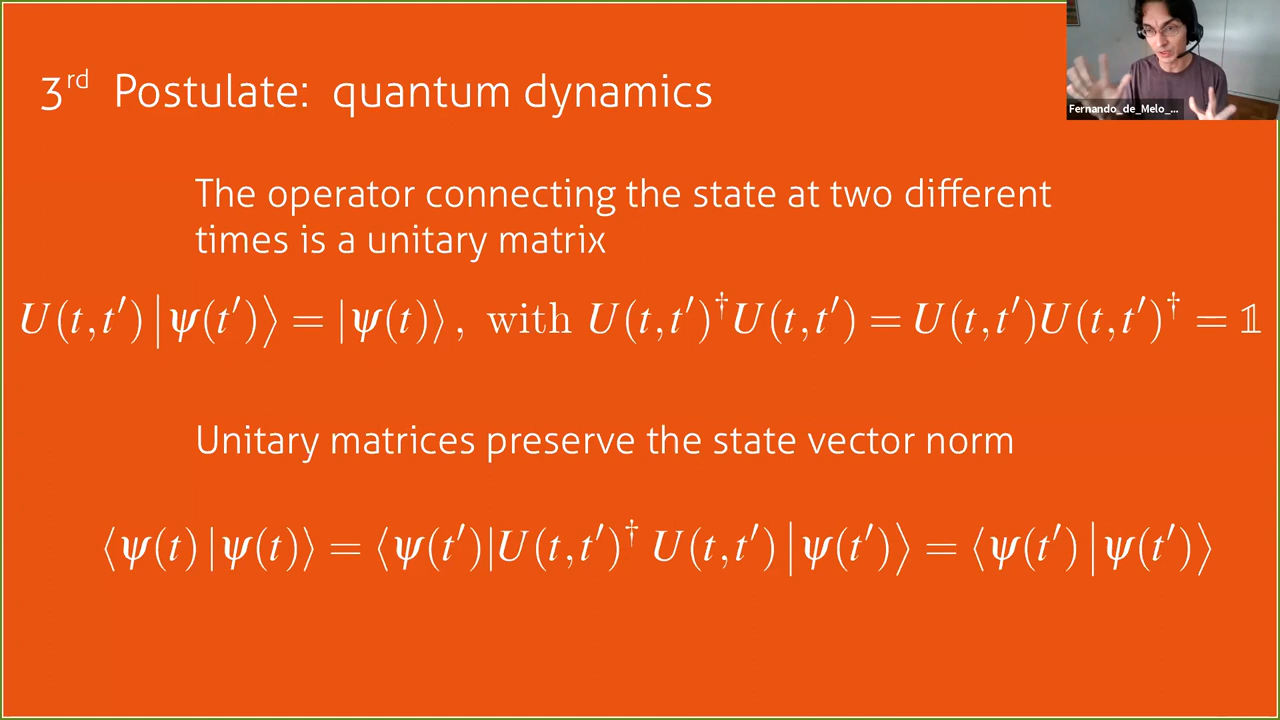 3rd Postulate: quantum dynamics
Fernando_de_Melo_...
The operator connecting the state at two different
times is a unitary matrix
U(t,t′)|ψ(t′)⟩ = |ψ(t)⟩, with U(t,t′)†U(t,t′) = U(t,t′)U(t,t′)† = 𝟙
Unitary matrices preserve the state vector norm
⟨ψ(t)|ψ(t)⟩ = ⟨ψ(t′)|U(t,t′)† U(t,t′)|ψ(t′)⟩ = ⟨ψ(t′)|ψ(t′)⟩